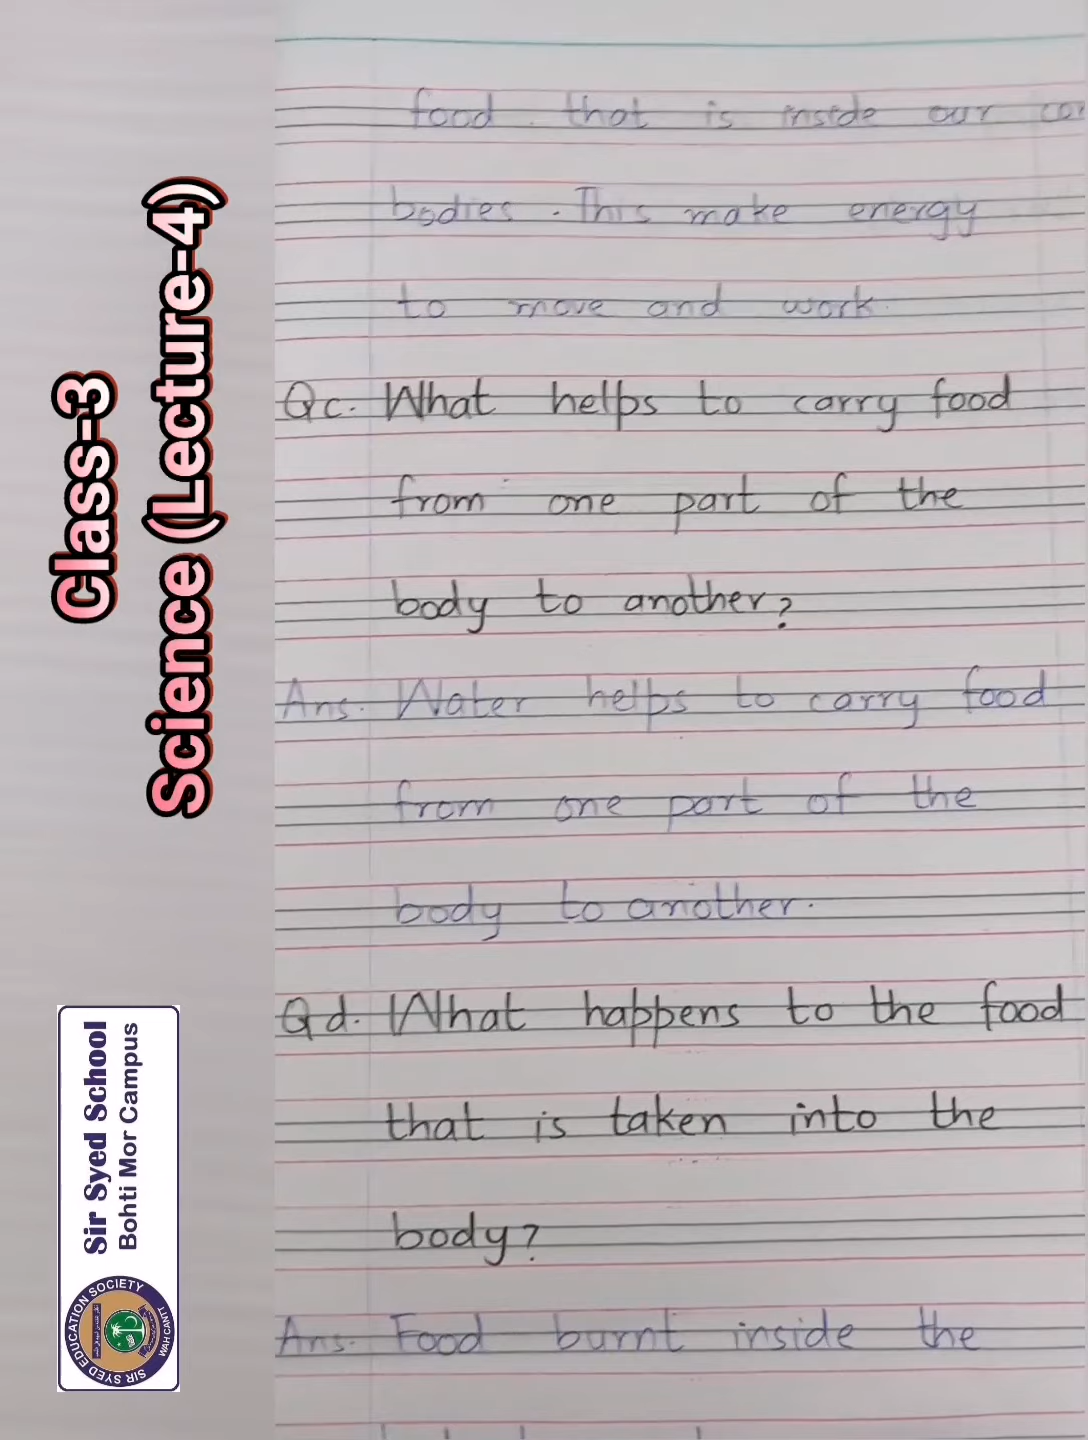 food that is inside our
bodies. This make energy
to move and work.
Qc. What helps to carry food
from one part of the
body to another?
Ans. Water helps to carry food
from one part of the
body to another.
Qd. What happens to the food
that is taken into the
body?
Ans. Food burnt inside the
Class-3
Science (Lecture-4)
Sir Syed School
Bohti Mor Campus
SIR SYED EDUCATION SOCIETY
WAH CANTT